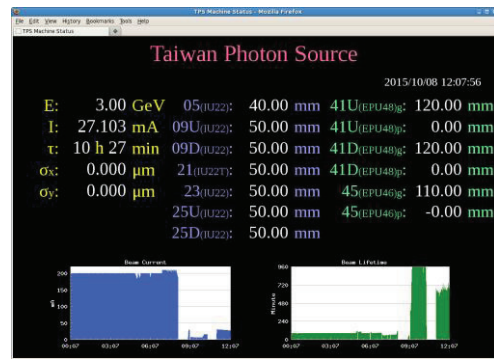 TPS Machine Status - Mozilla Firefox
File Edit View History Bookmarks Tools Help
TPS Machine Status
Taiwan Photon Source
2015/10/08 12:07:56
E: 3.00 GeV 05(IU22): 40.00 mm 41U(EPU48)g: 120.00 mm
I: 27.103 mA 09U(IU22): 50.00 mm 41U(EPU48)p: 0.00 mm
τ: 10 h 27 min 09D(IU22): 50.00 mm 41D(EPU48)g: 120.00 mm
σx: 0.000 μm 21(IU22T): 50.00 mm 41D(EPU48)p: 0.00 mm
σy: 0.000 μm 23(IU22): 50.00 mm 45(EPU46)g: 110.00 mm
25U(IU22): 50.00 mm 45(EPU46)p: -0.00 mm
25D(IU22): 50.00 mm
Beam Current
mA
200
150
100
50
0
00:07 03:07 06:07 09:07 12:07
Beam Lifetime
Minute
960
720
480
240
0
00:07 03:07 06:07 09:07 12:07